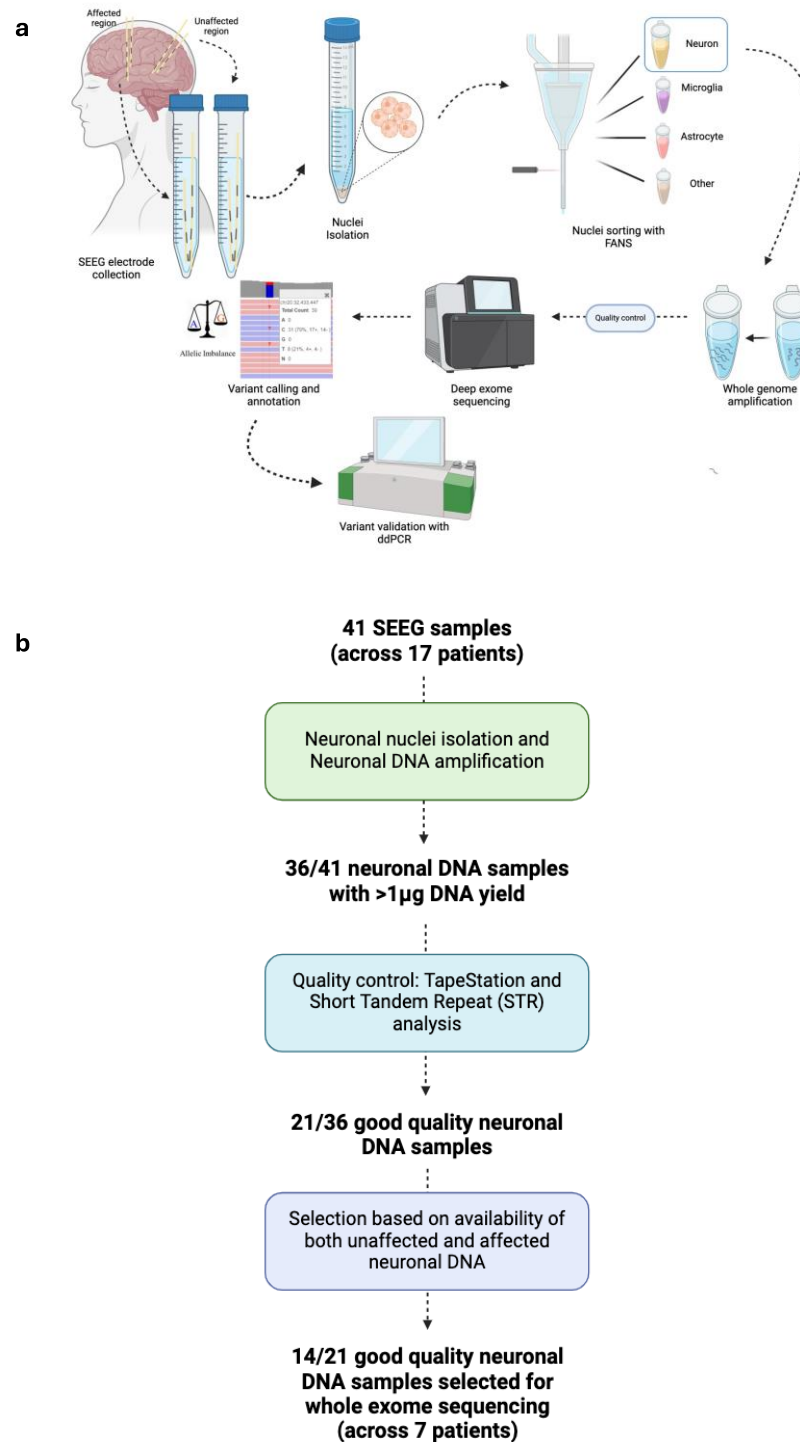 a
Affected
region
Unaffected
region
SEEG electrode
collection
Nuclei
Isolation
Neuron
Microglia
Astrocyte
Other
Nuclei sorting with
FANS
Whole genome
amplification
Quality control
Deep exome
sequencing
A
G
Allelic Imbalance
Total Count
A
C
G
T
N
Variant calling and
annotation
Variant validation with
ddPCR
b
41 SEEG samples
(across 17 patients)
Neuronal nuclei isolation and
Neuronal DNA amplification
36/41 neuronal DNA samples
with >1µg DNA yield
Quality control: TapeStation and
Short Tandem Repeat (STR)
analysis
21/36 good quality neuronal
DNA samples
Selection based on availability of
both unaffected and affected
neuronal DNA
14/21 good quality neuronal
DNA samples selected for
whole exome sequencing
(across 7 patients)